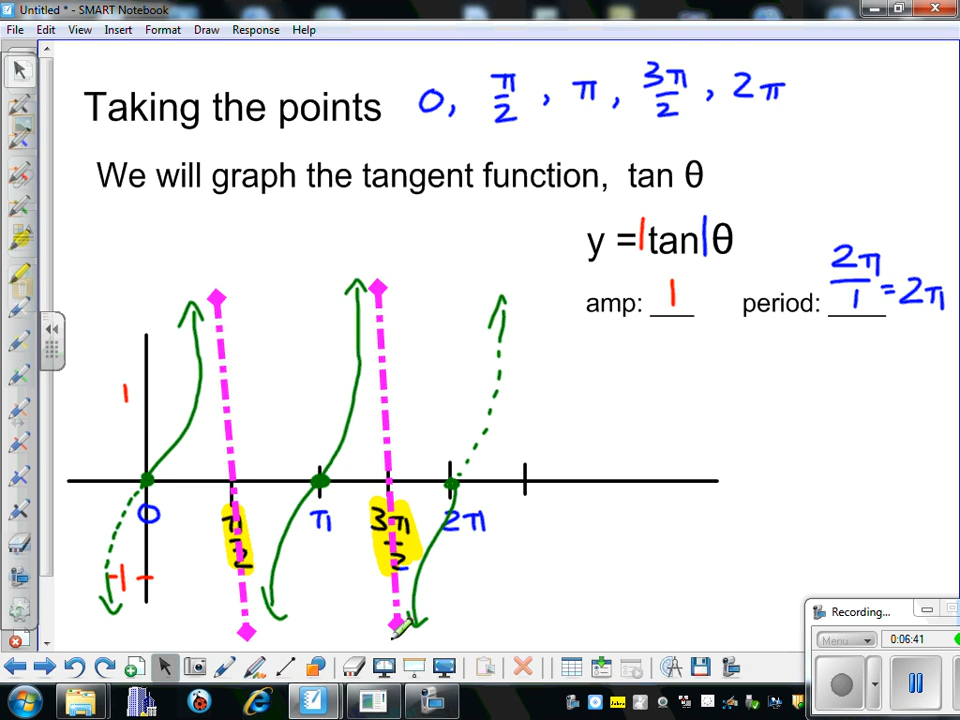 Untitled * - SMART Notebook
File Edit View Insert Format Draw Response Help
Taking the points 0, π/2, π, 3π/2, 2π
We will graph the tangent function, tan θ
y = 1 tan 1 θ
amp: 1 period: 2π/1 = 2π
1
0 π/2 π 3π/2 2π
-1
Recording...
Menu
0:06:41